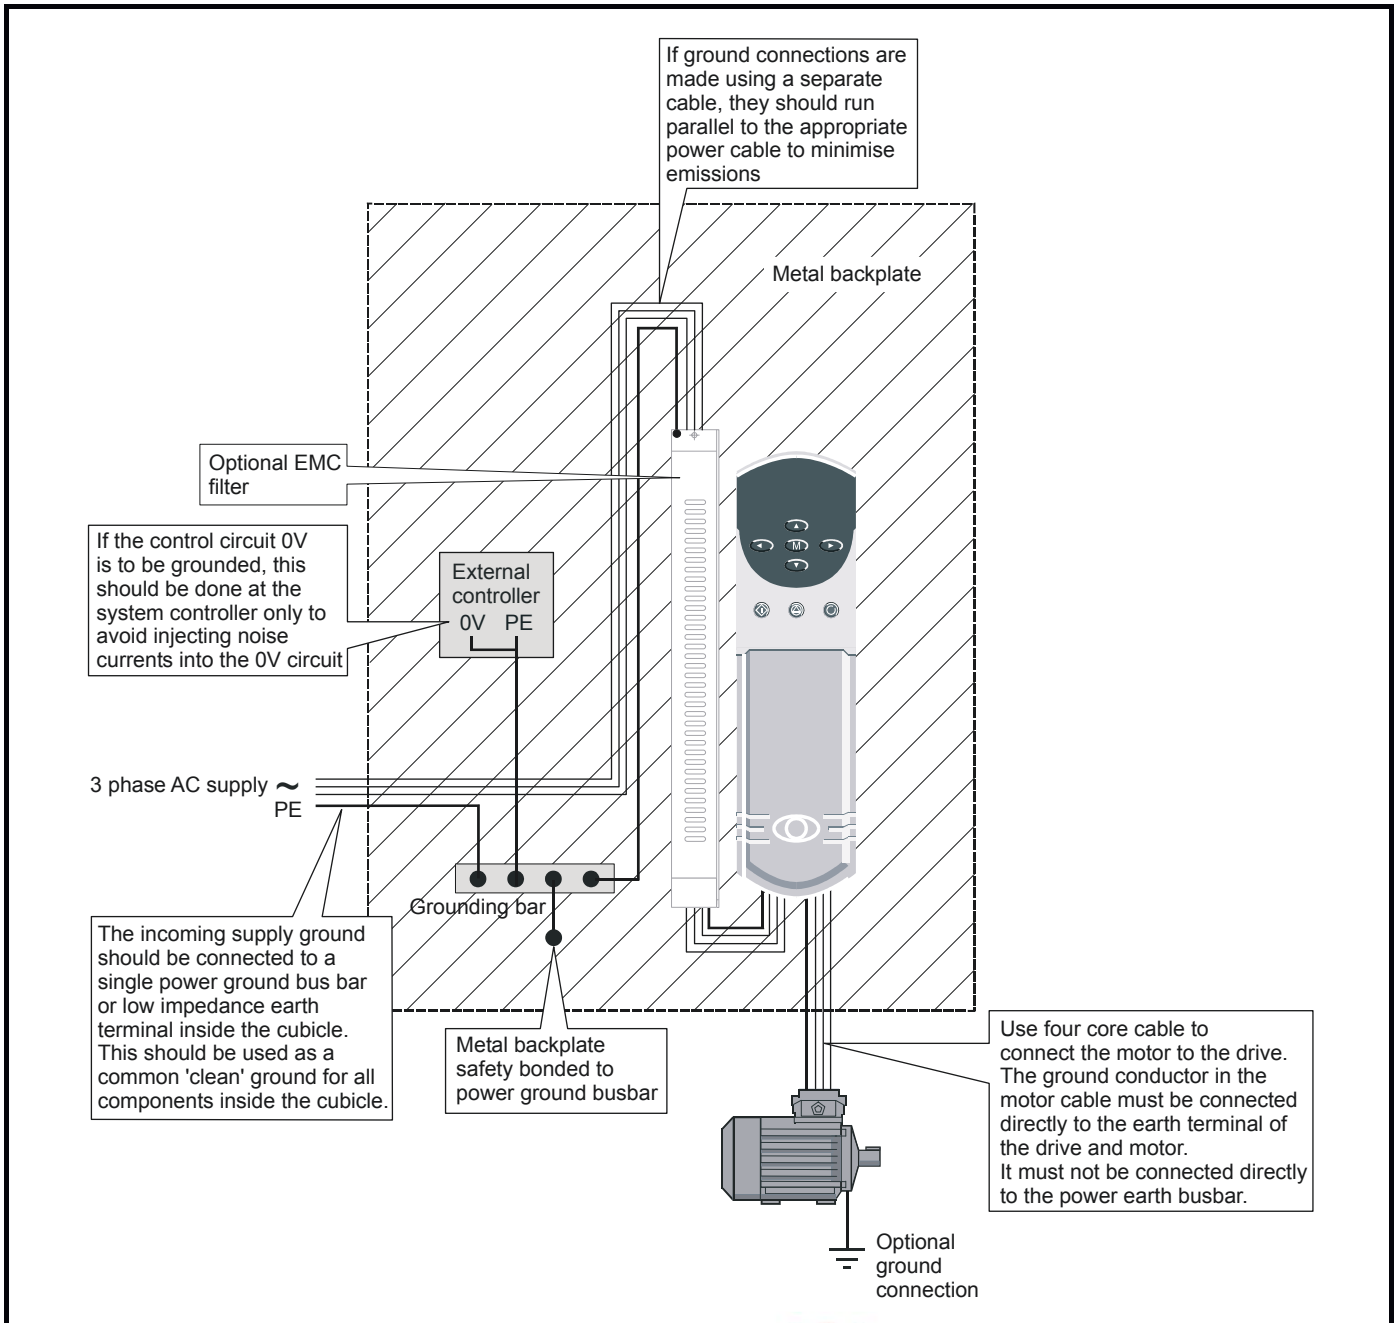 If ground connections are
made using a separate
cable, they should run
parallel to the appropriate
power cable to minimise
emissions
Metal backplate
Optional EMC
filter
If the control circuit 0V
is to be grounded, this
should be done at the
system controller only to
avoid injecting noise
currents into the 0V circuit
External
controller
0V PE
M
3 phase AC supply ~
PE
Grounding bar
The incoming supply ground
should be connected to a
single power ground bus bar
or low impedance earth
terminal inside the cubicle.
This should be used as a
common 'clean' ground for all
components inside the cubicle.
Metal backplate
safety bonded to
power ground busbar
Use four core cable to
connect the motor to the drive.
The ground conductor in the
motor cable must be connected
directly to the earth terminal of
the drive and motor.
It must not be connected directly
to the power earth busbar.
Optional
ground
connection